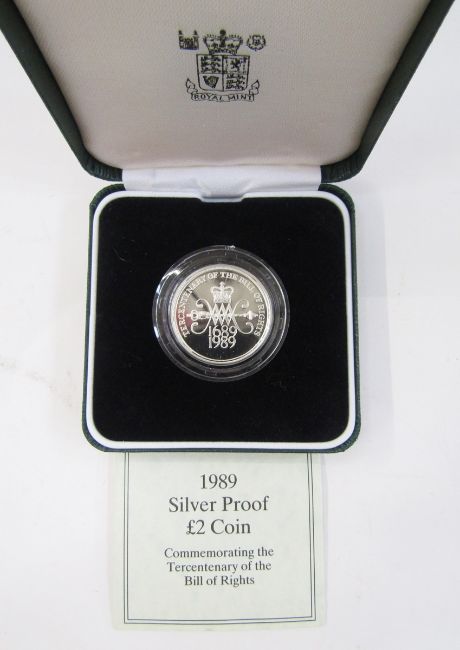 ROYAL MINT
TERCENTENARY OF THE BILL OF RIGHTS
1689
1989
1989
Silver Proof
£2 Coin
Commemorating the
Tercentenary of the
Bill of Rights